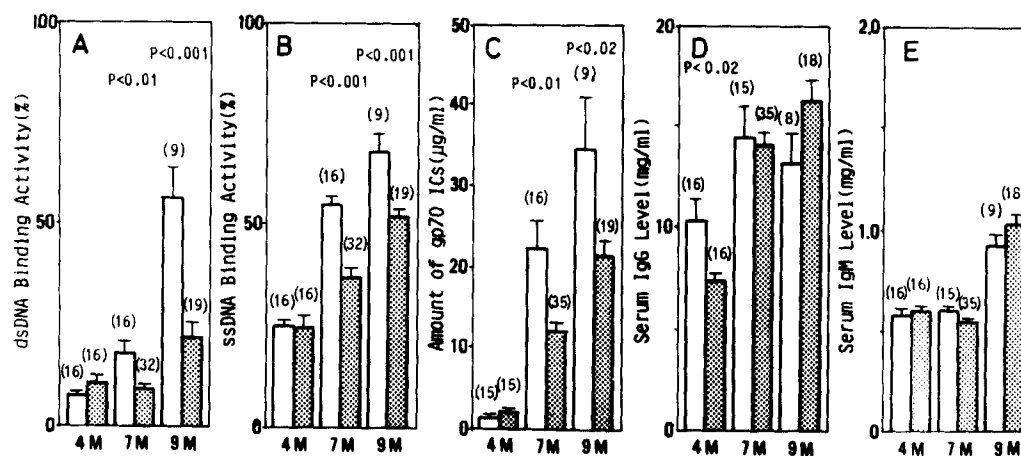 A
dsDNA Binding Activity(%)
100
50
0
P<0.001
P<0.01
(9)
(16)
(19)
(16)
(16)
(32)
4 M
7 M
9 M
B
ssDNA Binding Activity(%)
100
50
0
P<0.001
P<0.001
(9)
(16)
(19)
(32)
(16)
(16)
4 M
7 M
9 M
C
Amount of gp70 ICs(μg/ml)
50
40
30
20
10
0
P<0.02
P<0.01
(9)
(16)
(19)
(35)
(15)
(15)
4 M
7 M
9 M
D
Serum IgG Level(mg/ml)
20
10
0
P<0.02
(18)
(15)
(35)
(8)
(16)
(16)
4 M
7 M
9 M
E
Serum IgM Level(mg/ml)
2.0
1.0
0
(18
(9)
(16)
(16)
(15)
(35)
4 M
7 M
9 M